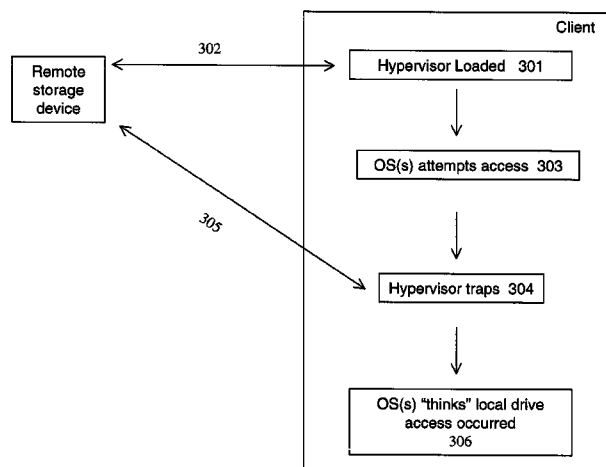 Client
302
Hypervisor Loaded 301
Remote
storage
device
OS(s) attempts access 303
305
Hypervisor traps 304
OS(s) "thinks" local drive
access occurred
306